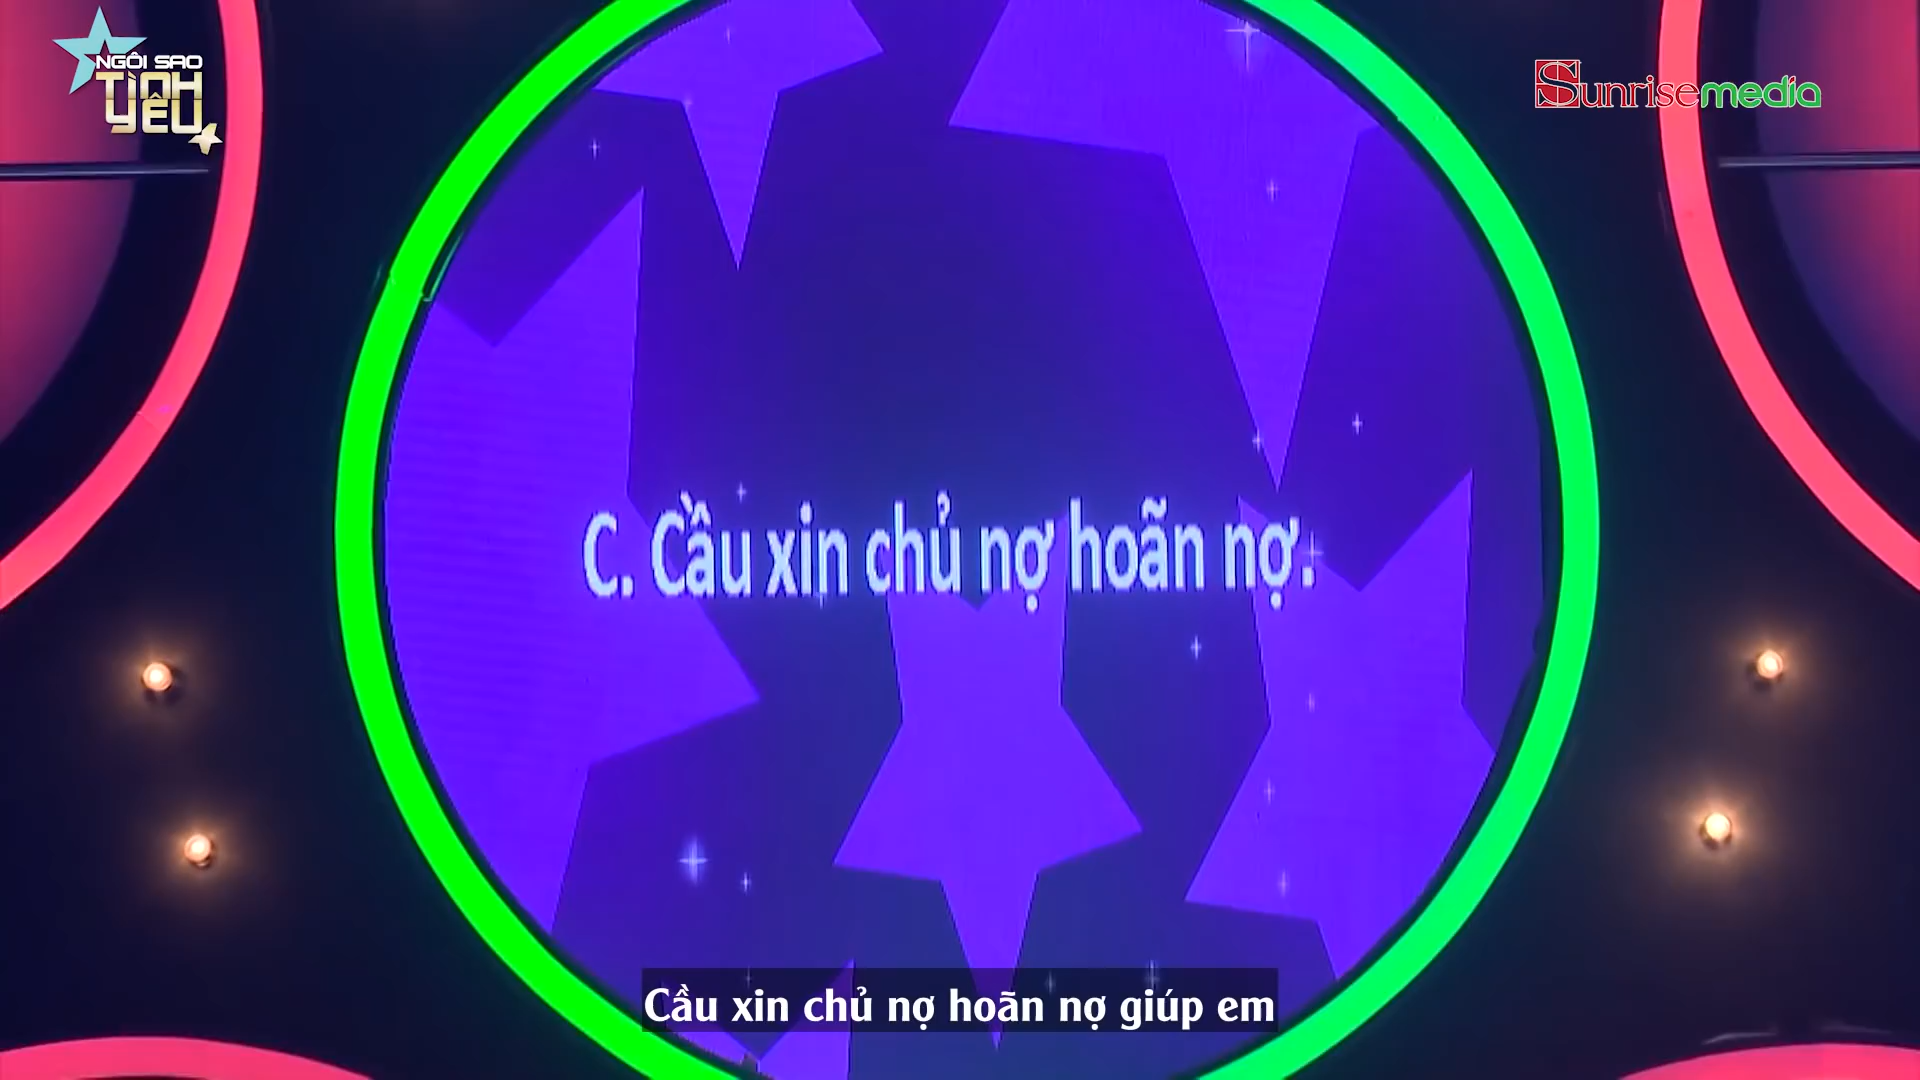 NGÔI SAO
TÌNH
YÊU
Sunrisemedia
C. Cầu xin chủ nợ hoãn nợ.
Cầu xin chủ nợ hoãn nợ giúp em